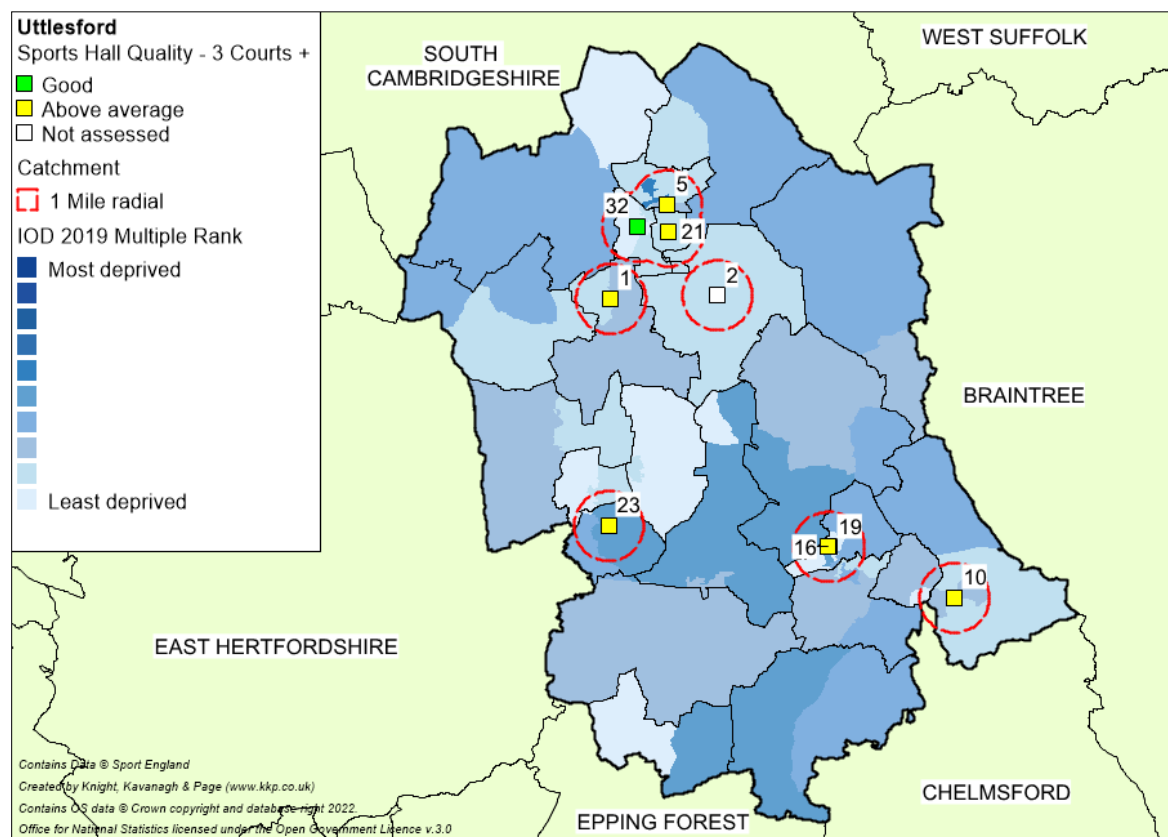 Uttlesford
Sports Hall Quality - 3 Courts +
Good
Above average
Not assessed
Catchment
1 Mile radial
IOD 2019 Multiple Rank
Most deprived
Least deprived
SOUTH
CAMBRIDGESHIRE
WEST SUFFOLK
5
32
21
1
2
BRAINTREE
23
19
16
10
EAST HERTFORDSHIRE
CHELMSFORD
EPPING FOREST
Contains Data © Sport England
Created by Knight, Kavanagh & Page (www.kkp.co.uk)
Contains OS data © Crown copyright and database right 2022.
Office for National Statistics licensed under the Open Government Licence v.3.0